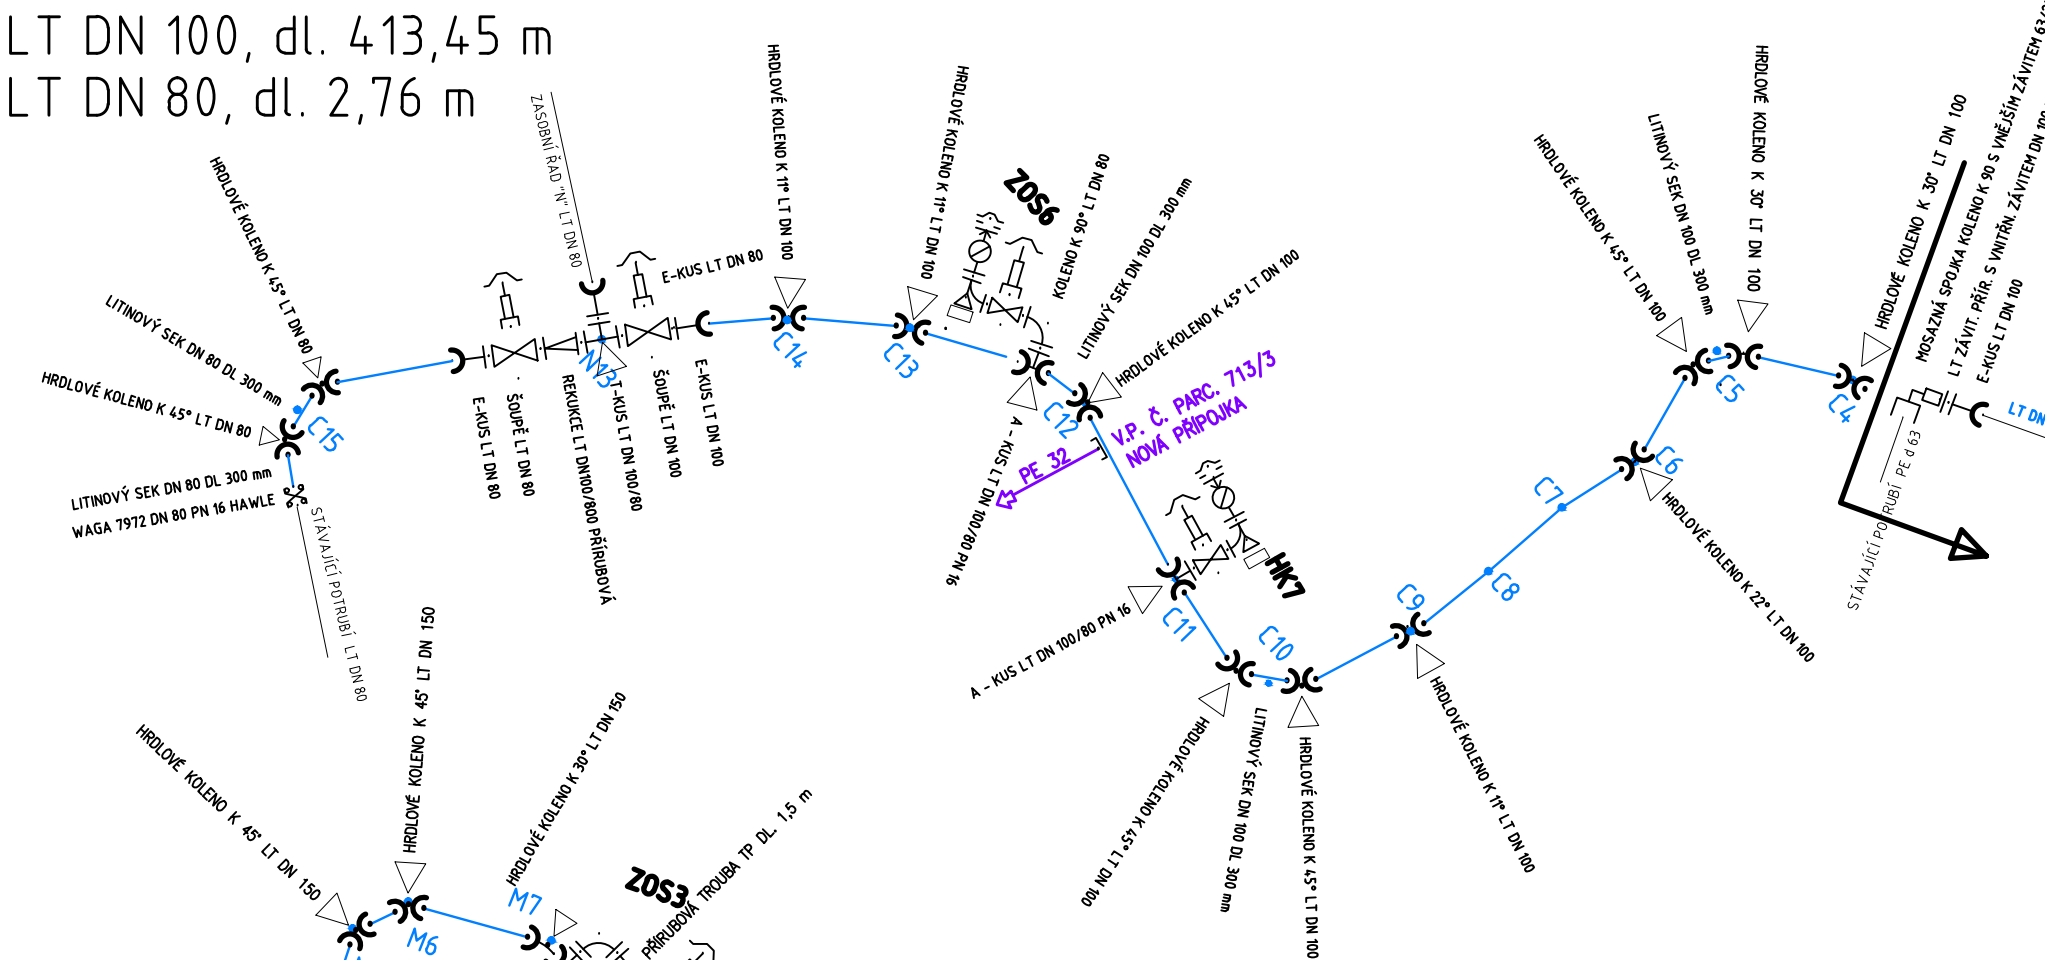 LT DN 100, dl. 413,45 m
LT DN 80, dl. 2,76 m
HRDLOVÉ KOLENO K 45° LT DN 80
LITINOVÝ SEK DN 80 DL 300 mm
HRDLOVÉ KOLENO K 45° LT DN 80
C15
LITINOVÝ SEK DN 80 DL 300 mm
WAGA 7972 DN 80 PN 16 HAWLE
STÁVAJÍCÍ POTRUBÍ LT DN 80
ZASOBNÍ ŘAD "N" LT DN 80
E-KUS LT DN 80
E-KUS LT DN 80
ŠOUPĚ LT DN 80
REKUKCE LT DN100/800 PŘÍRUBOVÁ
N13
T-KUS LT DN 100/80
ŠOUPĚ LT DN 100
E-KUS LT DN 100
HRDLOVÉ KOLENO K 11° LT DN 100
C14
HRDLOVÉ KOLENO K 11° LT DN 100
C13
ZOS6
KOLENO K 90° LT DN 80
LITINOVÝ SEK DN 100 DL 300 mm
HRDLOVÉ KOLENO K 45° LT DN 100
C12
A - KUS LT DN 100/80 PN 16
V.P. Č. PARC. 713/3
NOVÁ PŘÍPOJKA
PE 32
HK7
C11
A - KUS LT DN 100/80 PN 16
C10
HRDLOVÉ KOLENO K 45° LT DN 100
LITINOVÝ SEK DN 100 DL 300 mm
HRDLOVÉ KOLENO K 45° LT DN 100
C9
HRDLOVÉ KOLENO K 11° LT DN 100
C8
C7
C6
HRDLOVÉ KOLENO K 22° LT DN 100
HRDLOVÉ KOLENO K 45° LT DN 100
LITINOVÝ SEK DN 100 DL 300 mm
HRDLOVÉ KOLENO K 30° LT DN 100
C5
C4
HRDLOVÉ KOLENO K 30° LT DN 100
MOSAZNÁ SPOJKA KOLENO K 90 S VNĚJŠÍM ZÁVITEM
LT ZÁVIT. PŘÍR. S VNITŘN. ZÁVITEM DN 100
E-KUS LT DN 100
LT DN
STÁVAJÍCÍ POTRUBÍ PE d 63
HRDLOVÉ KOLENO K 45° LT DN 150
HRDLOVÉ KOLENO K 45° LT DN 150
M6
HRDLOVÉ KOLENO K 30° LT DN 150
M7
ZOS3
PŘÍRUBOVÁ TROUBA TP DL. 1,5 m